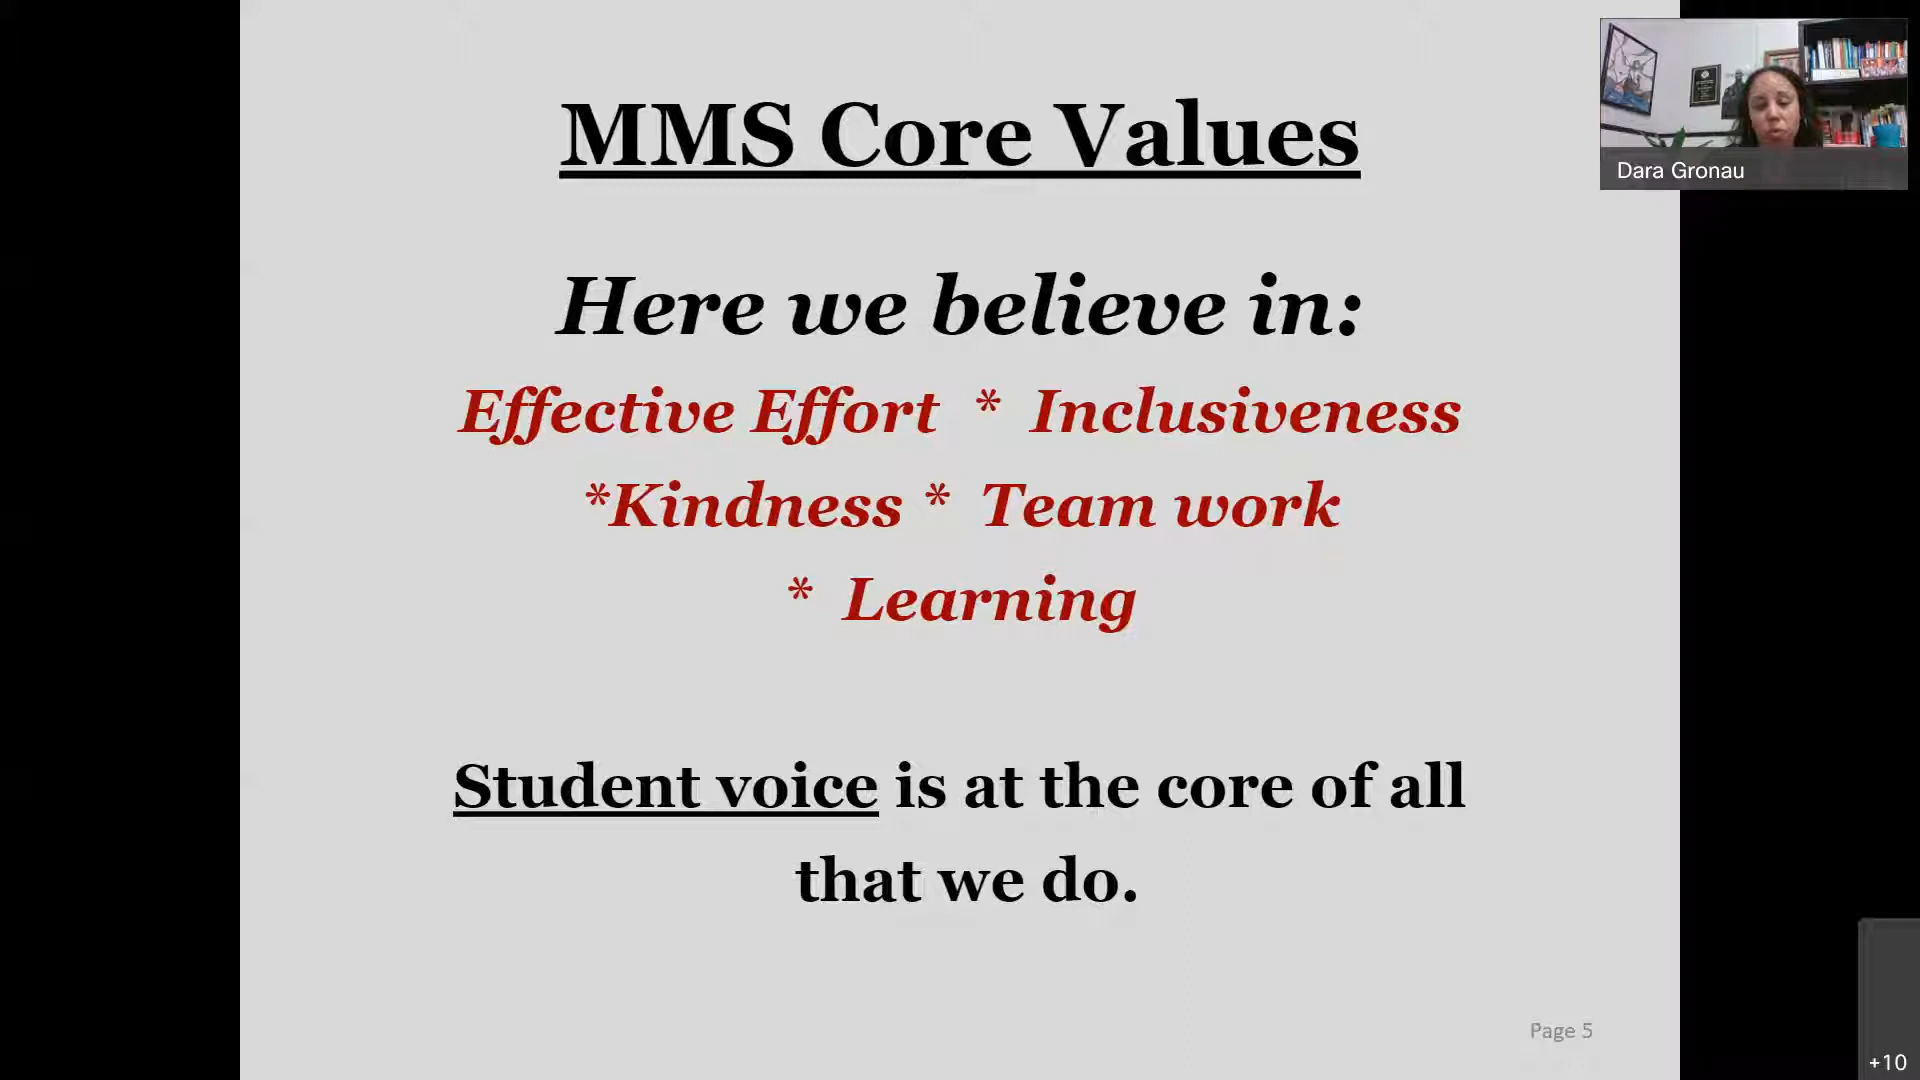 MMS Core Values
Dara Gronau
Here we believe in:
Effective Effort * Inclusiveness
*Kindness * Team work
* Learning
Student voice is at the core of all
that we do.
Page 5
+10